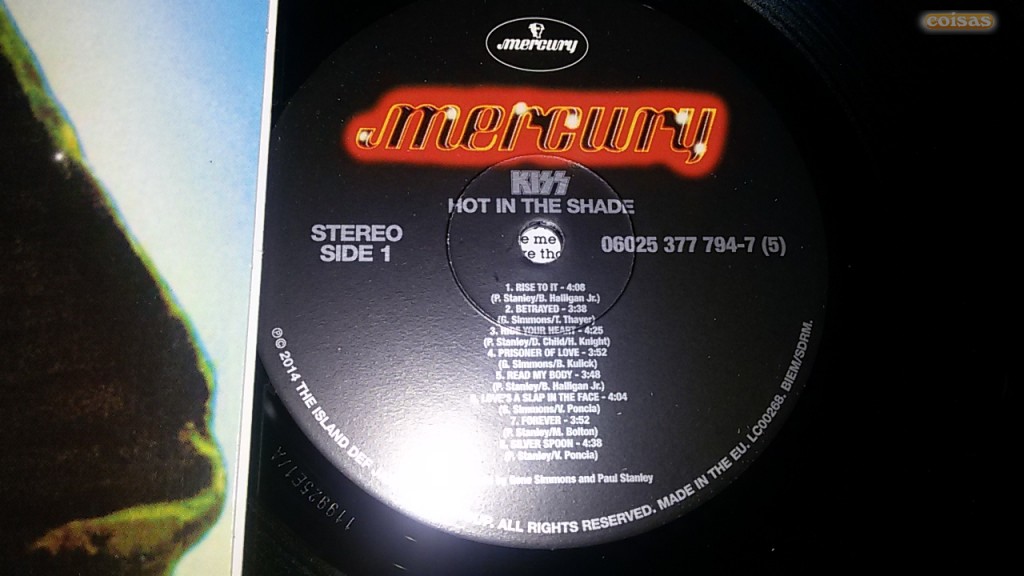 coisas
mercury
mercury
KISS
HOT IN THE SHADE
STEREO
SIDE 1
06025 377 794-7 (5)
e me
re tho
1. RISE TO IT - 4:08
(P. Stanley/B. Halligan Jr.)
2. BETRAYED - 3:38
(G. Simmons/T. Thayer)
3. HIDE YOUR HEART - 4:25
(P. Stanley/D. Child/H. Knight)
4. PRISONER OF LOVE - 3:52
(G. Simmons/B. Kulick)
5. READ MY BODY - 3:48
(P. Stanley/B. Halligan Jr.)
LOVE'S A SLAP IN THE FACE - 4:04
(G. Simmons/V. Poncia)
7. FOREVER - 3:52
(P. Stanley/M. Bolton)
SILVER SPOON - 4:38
(P. Stanley/V. Poncia)
by Gene Simmons and Paul Stanley
℗© 2014 THE ISLAND DEF ALL RIGHTS RESERVED. MADE IN THE EU. LC00268. BIEM/SDRM.
119925E1/A